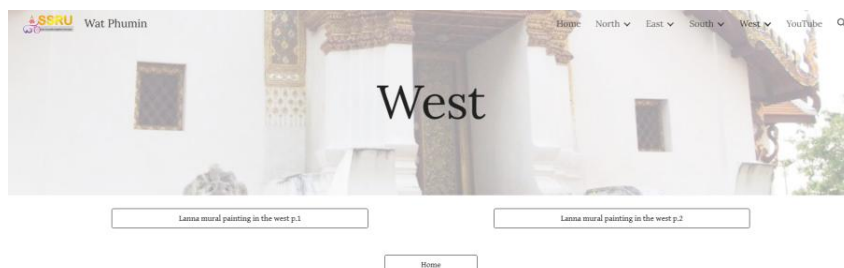 SSRU
Wat Phumin
Home North East South West YouTube
West
Lanna mural painting in the west p.1
Lanna mural painting in the west p.2
Home